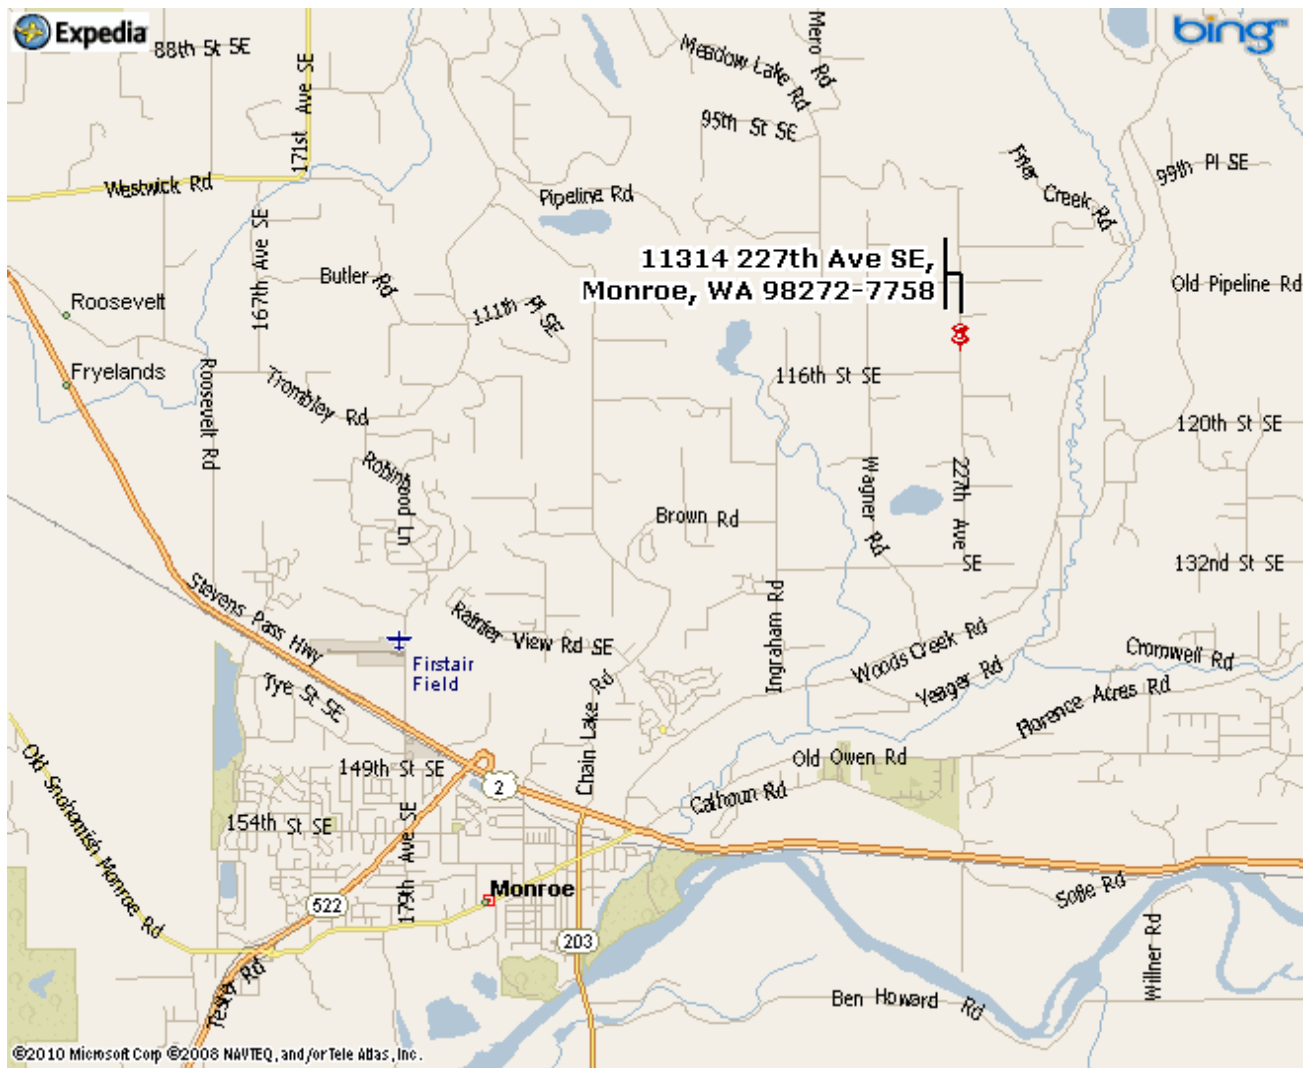 Expedia
bing™
88th St SE
171st Ave SE
Meadow Lake Rd
Mero Rd
95th St SE
Friar Creek Rd
99th Pl SE
Westwick Rd
Pipeline Rd
167th Ave SE
11314 227th Ave SE,
Monroe, WA 98272-7758
Butler Rd
Old Pipeline Rd
Roosevelt
111th Pl SE
Fryelands
Roosevelt Rd
Trombley Rd
116th St SE
120th St SE
Robinhood Ln
Wagner Rd
227th Ave SE
Brown Rd
132nd St SE
Stevens Pass Hwy
Rainier View Rd SE
Ingraham Rd
Woods Creek Rd
Cromwell Rd
Firstair
Field
Tye St SE
Chain Lake Rd
Yeager Rd
Florence Acres Rd
Old Snohomish Monroe Rd
149th St SE
2
Old Owen Rd
Calhoun Rd
154th St SE
179th Ave SE
Monroe
Sofie Rd
522
203
Willner Rd
Tester Rd
Ben Howard Rd
©2010 Microsoft Corp ©2008 NAVTEQ, and/or Tele Atlas, Inc.